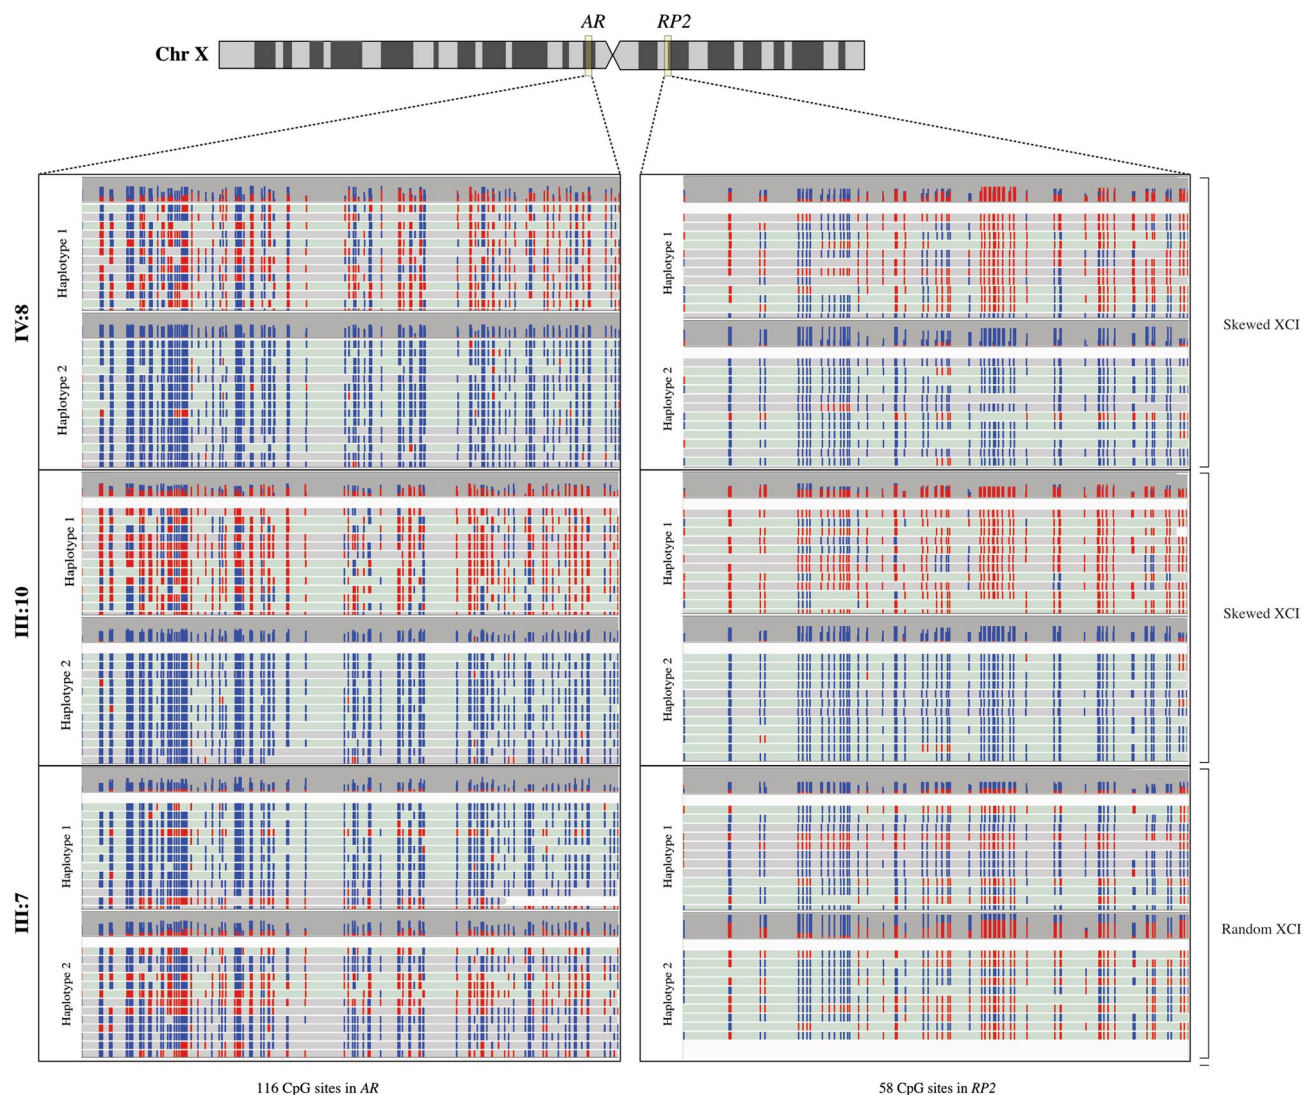 AR RP2
Chr X
IV:8
Haplotype 1
Haplotype 1
Haplotype 2
Haplotype 2
Skewed XCI
III:10
Haplotype 1
Haplotype 1
Haplotype 2
Haplotype 2
Skewed XCI
III:7
Haplotype 1
Haplotype 1
Haplotype 2
Haplotype 2
Random XCI
116 CpG sites in AR
58 CpG sites in RP2